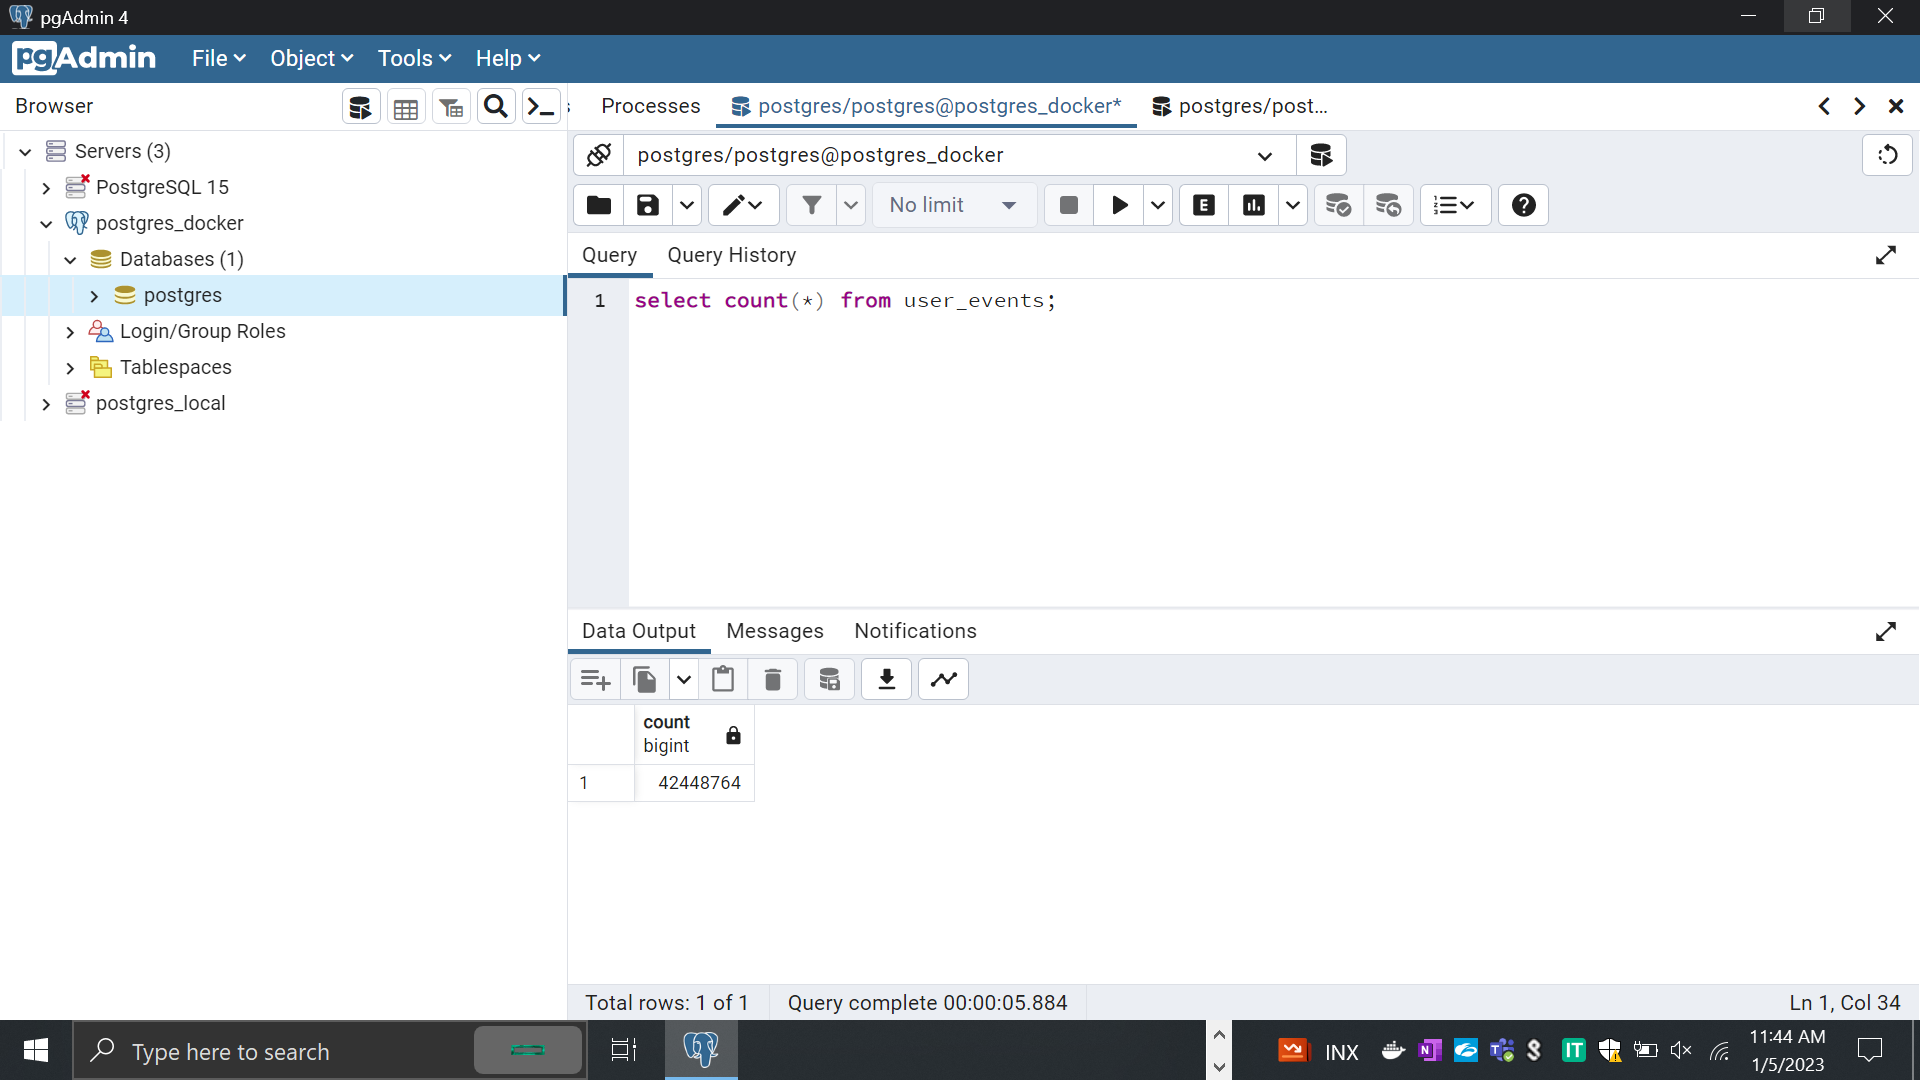 pgAdmin 4
pgAdmin File Object Tools Help
Browser
Processes postgres/postgres@postgres_docker* postgres/post...
Servers (3)
PostgreSQL 15
postgres_docker
Databases (1)
postgres
Login/Group Roles
Tablespaces
postgres_local
postgres/postgres@postgres_docker
No limit
E
Query Query History
1 select count(*) from user_events;
Data Output Messages Notifications
count
bigint
1 42448764
Total rows: 1 of 1 Query complete 00:00:05.884 Ln 1, Col 34
Type here to search
INX
IT
11:44 AM
1/5/2023